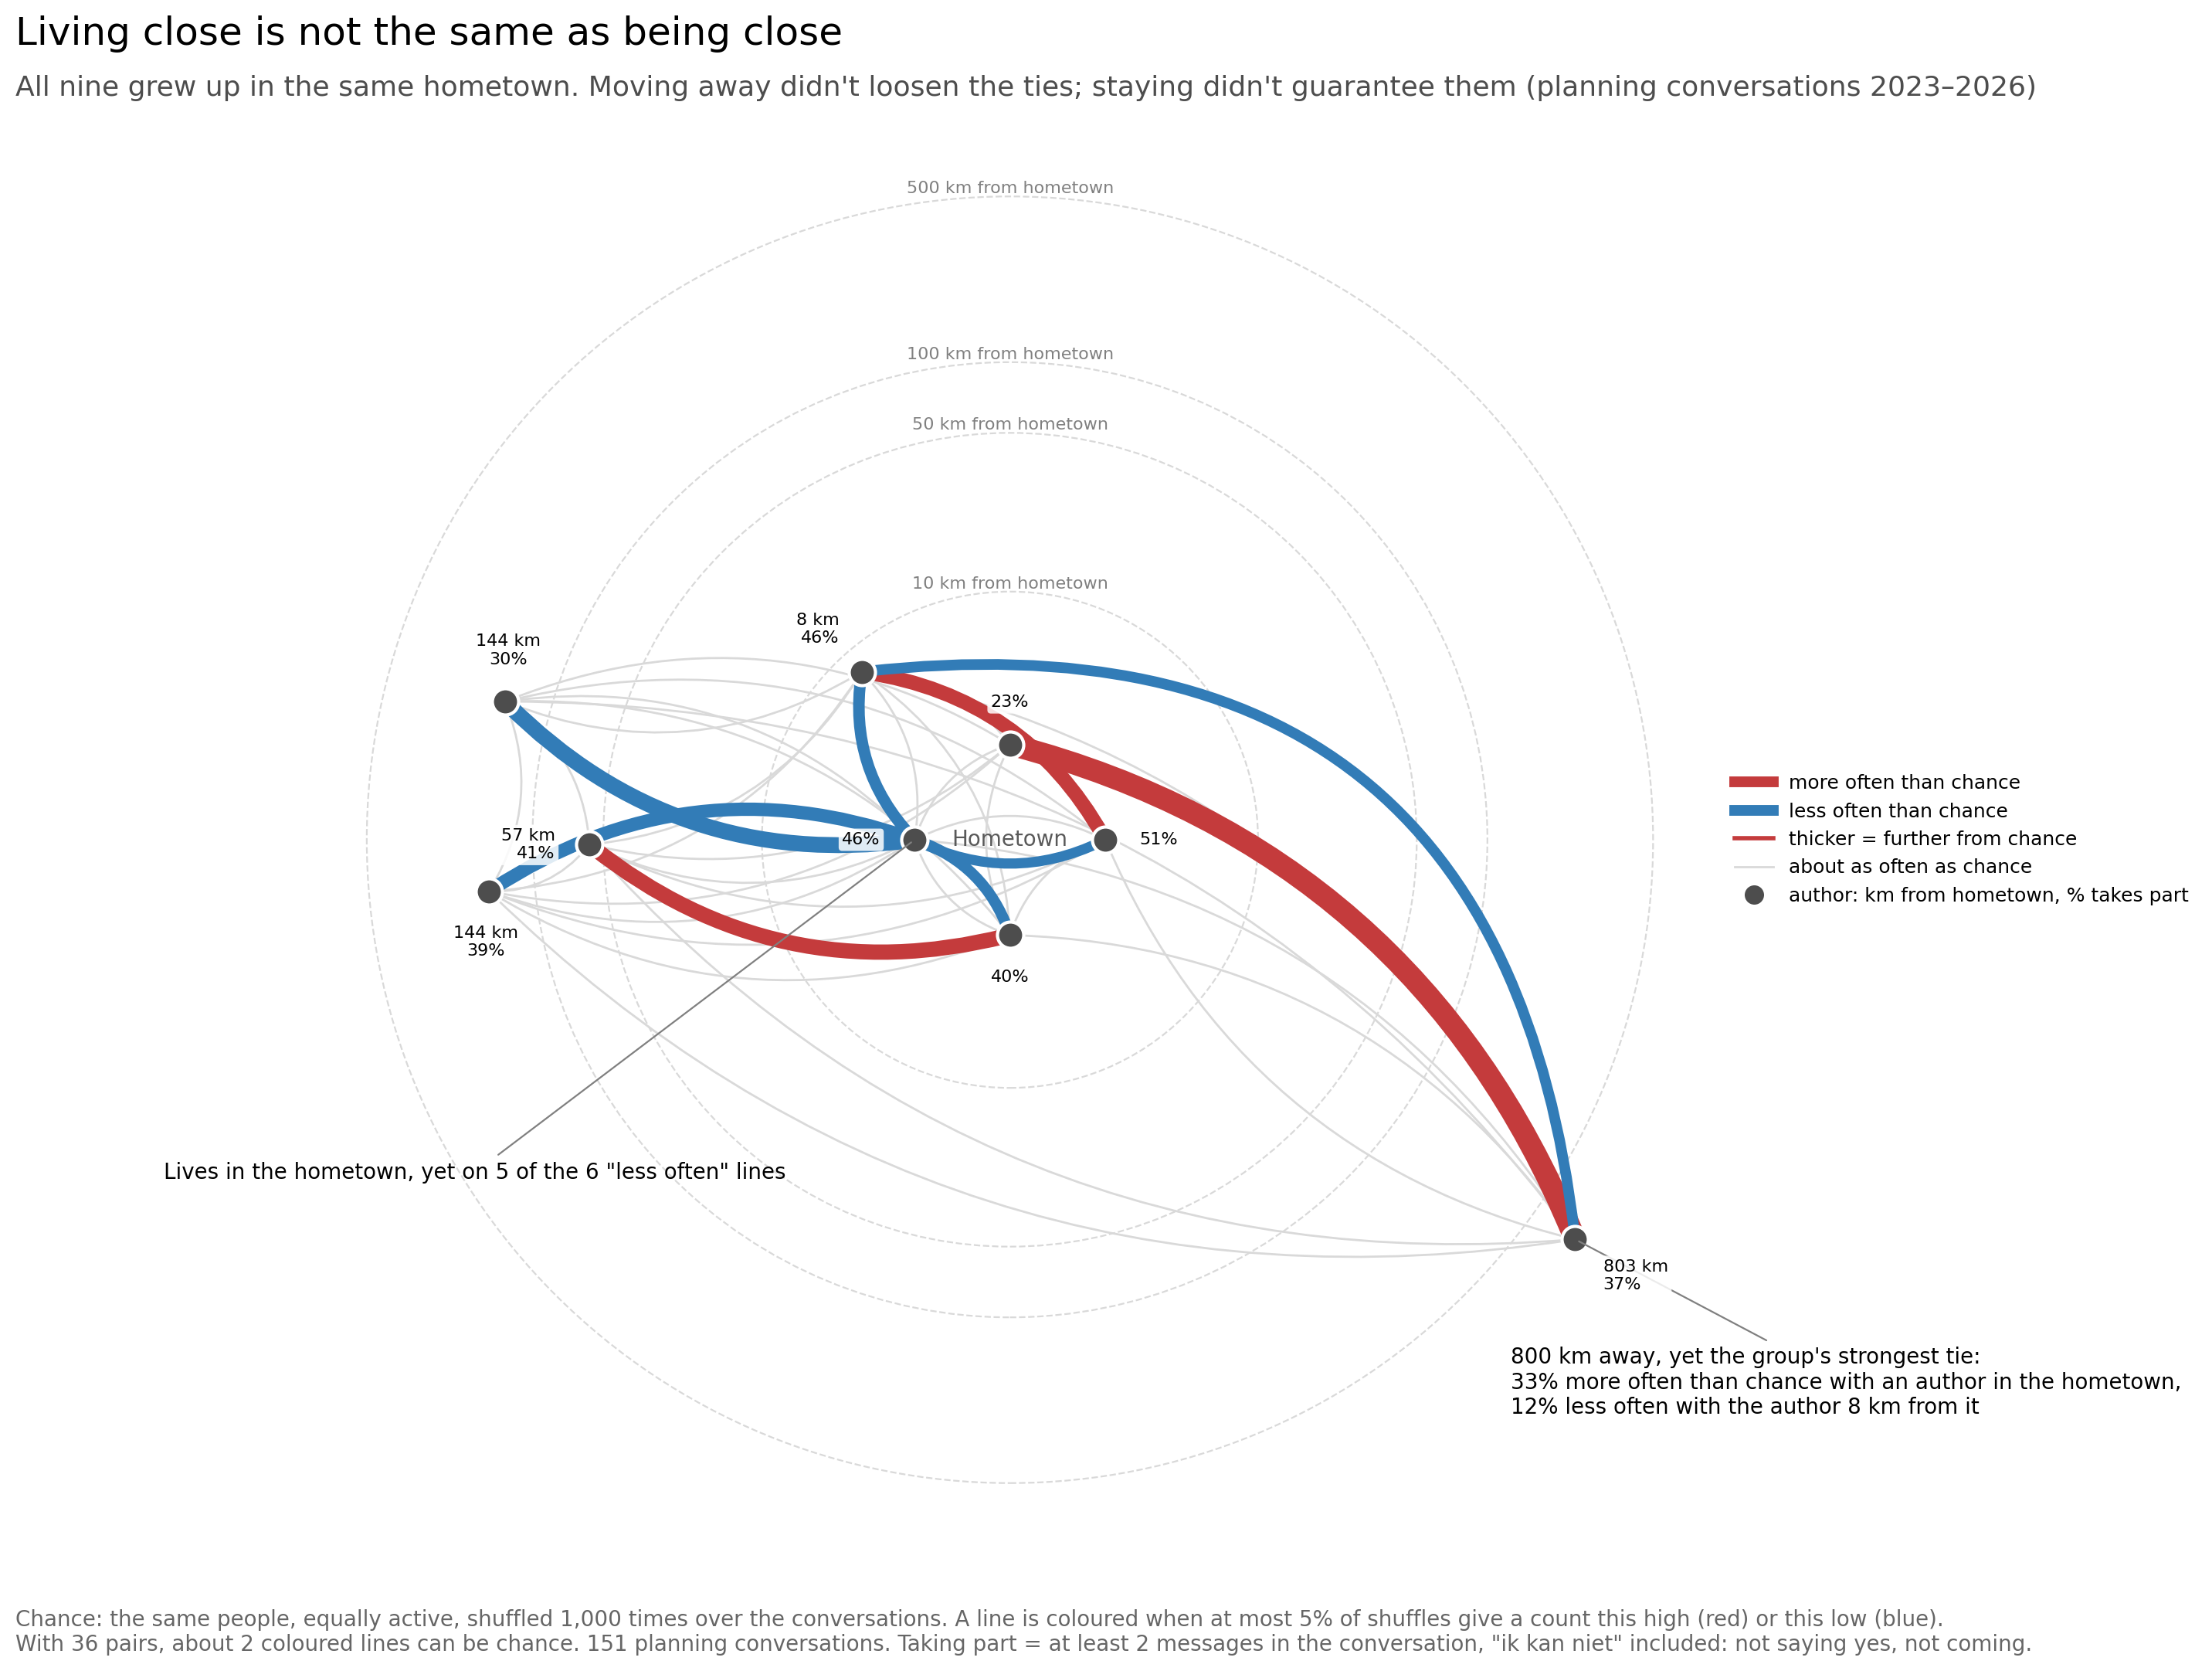 Living close is not the same as being close
All nine grew up in the same hometown. Moving away didn't loosen the ties; staying didn't guarantee them (planning conversations 2023–2026)
500 km from hometown
100 km from hometown
50 km from hometown
10 km from hometown
8 km
46%
144 km
30%
23%
57 km
41%
46%
Hometown
51%
144 km
39%
40%
more often than chance
less often than chance
thicker = further from chance
about as often as chance
author: km from hometown, % takes part
Lives in the hometown, yet on 5 of the 6 "less often" lines
803 km
37%
800 km away, yet the group's strongest tie:
33% more often than chance with an author in the hometown,
12% less often with the author 8 km from it
Chance: the same people, equally active, shuffled 1,000 times over the conversations. A line is coloured when at most 5% of shuffles give a count this high (red) or this low (blue).
With 36 pairs, about 2 coloured lines can be chance. 151 planning conversations. Taking part = at least 2 messages in the conversation, "ik kan niet" included: not saying yes, not coming.